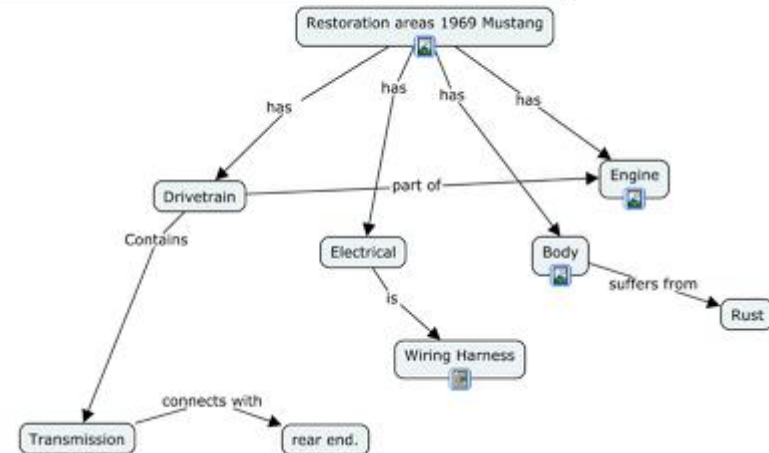 Restoration areas 1969 Mustang
has
has
has
has
Engine
part of
Drivetrain
Contains
Electrical
Body
suffers from
is
Rust
Wiring Harness
connects with
Transmission
rear end.